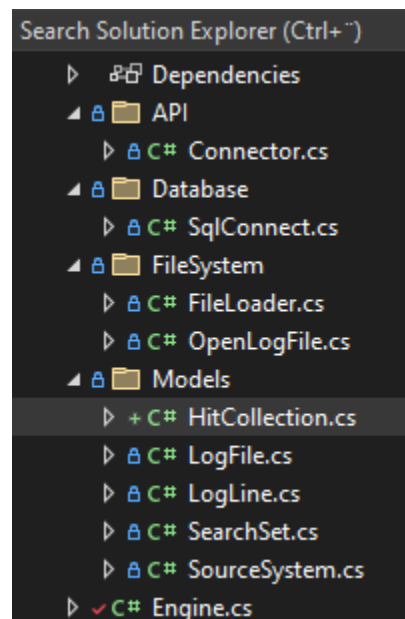 Search Solution Explorer (Ctrl+¨)
Dependencies
API
C# Connector.cs
Database
C# SqlConnect.cs
FileSystem
C# FileLoader.cs
C# OpenLogFile.cs
Models
+ C# HitCollection.cs
C# LogFile.cs
C# LogLine.cs
C# SearchSet.cs
C# SourceSystem.cs
C# Engine.cs